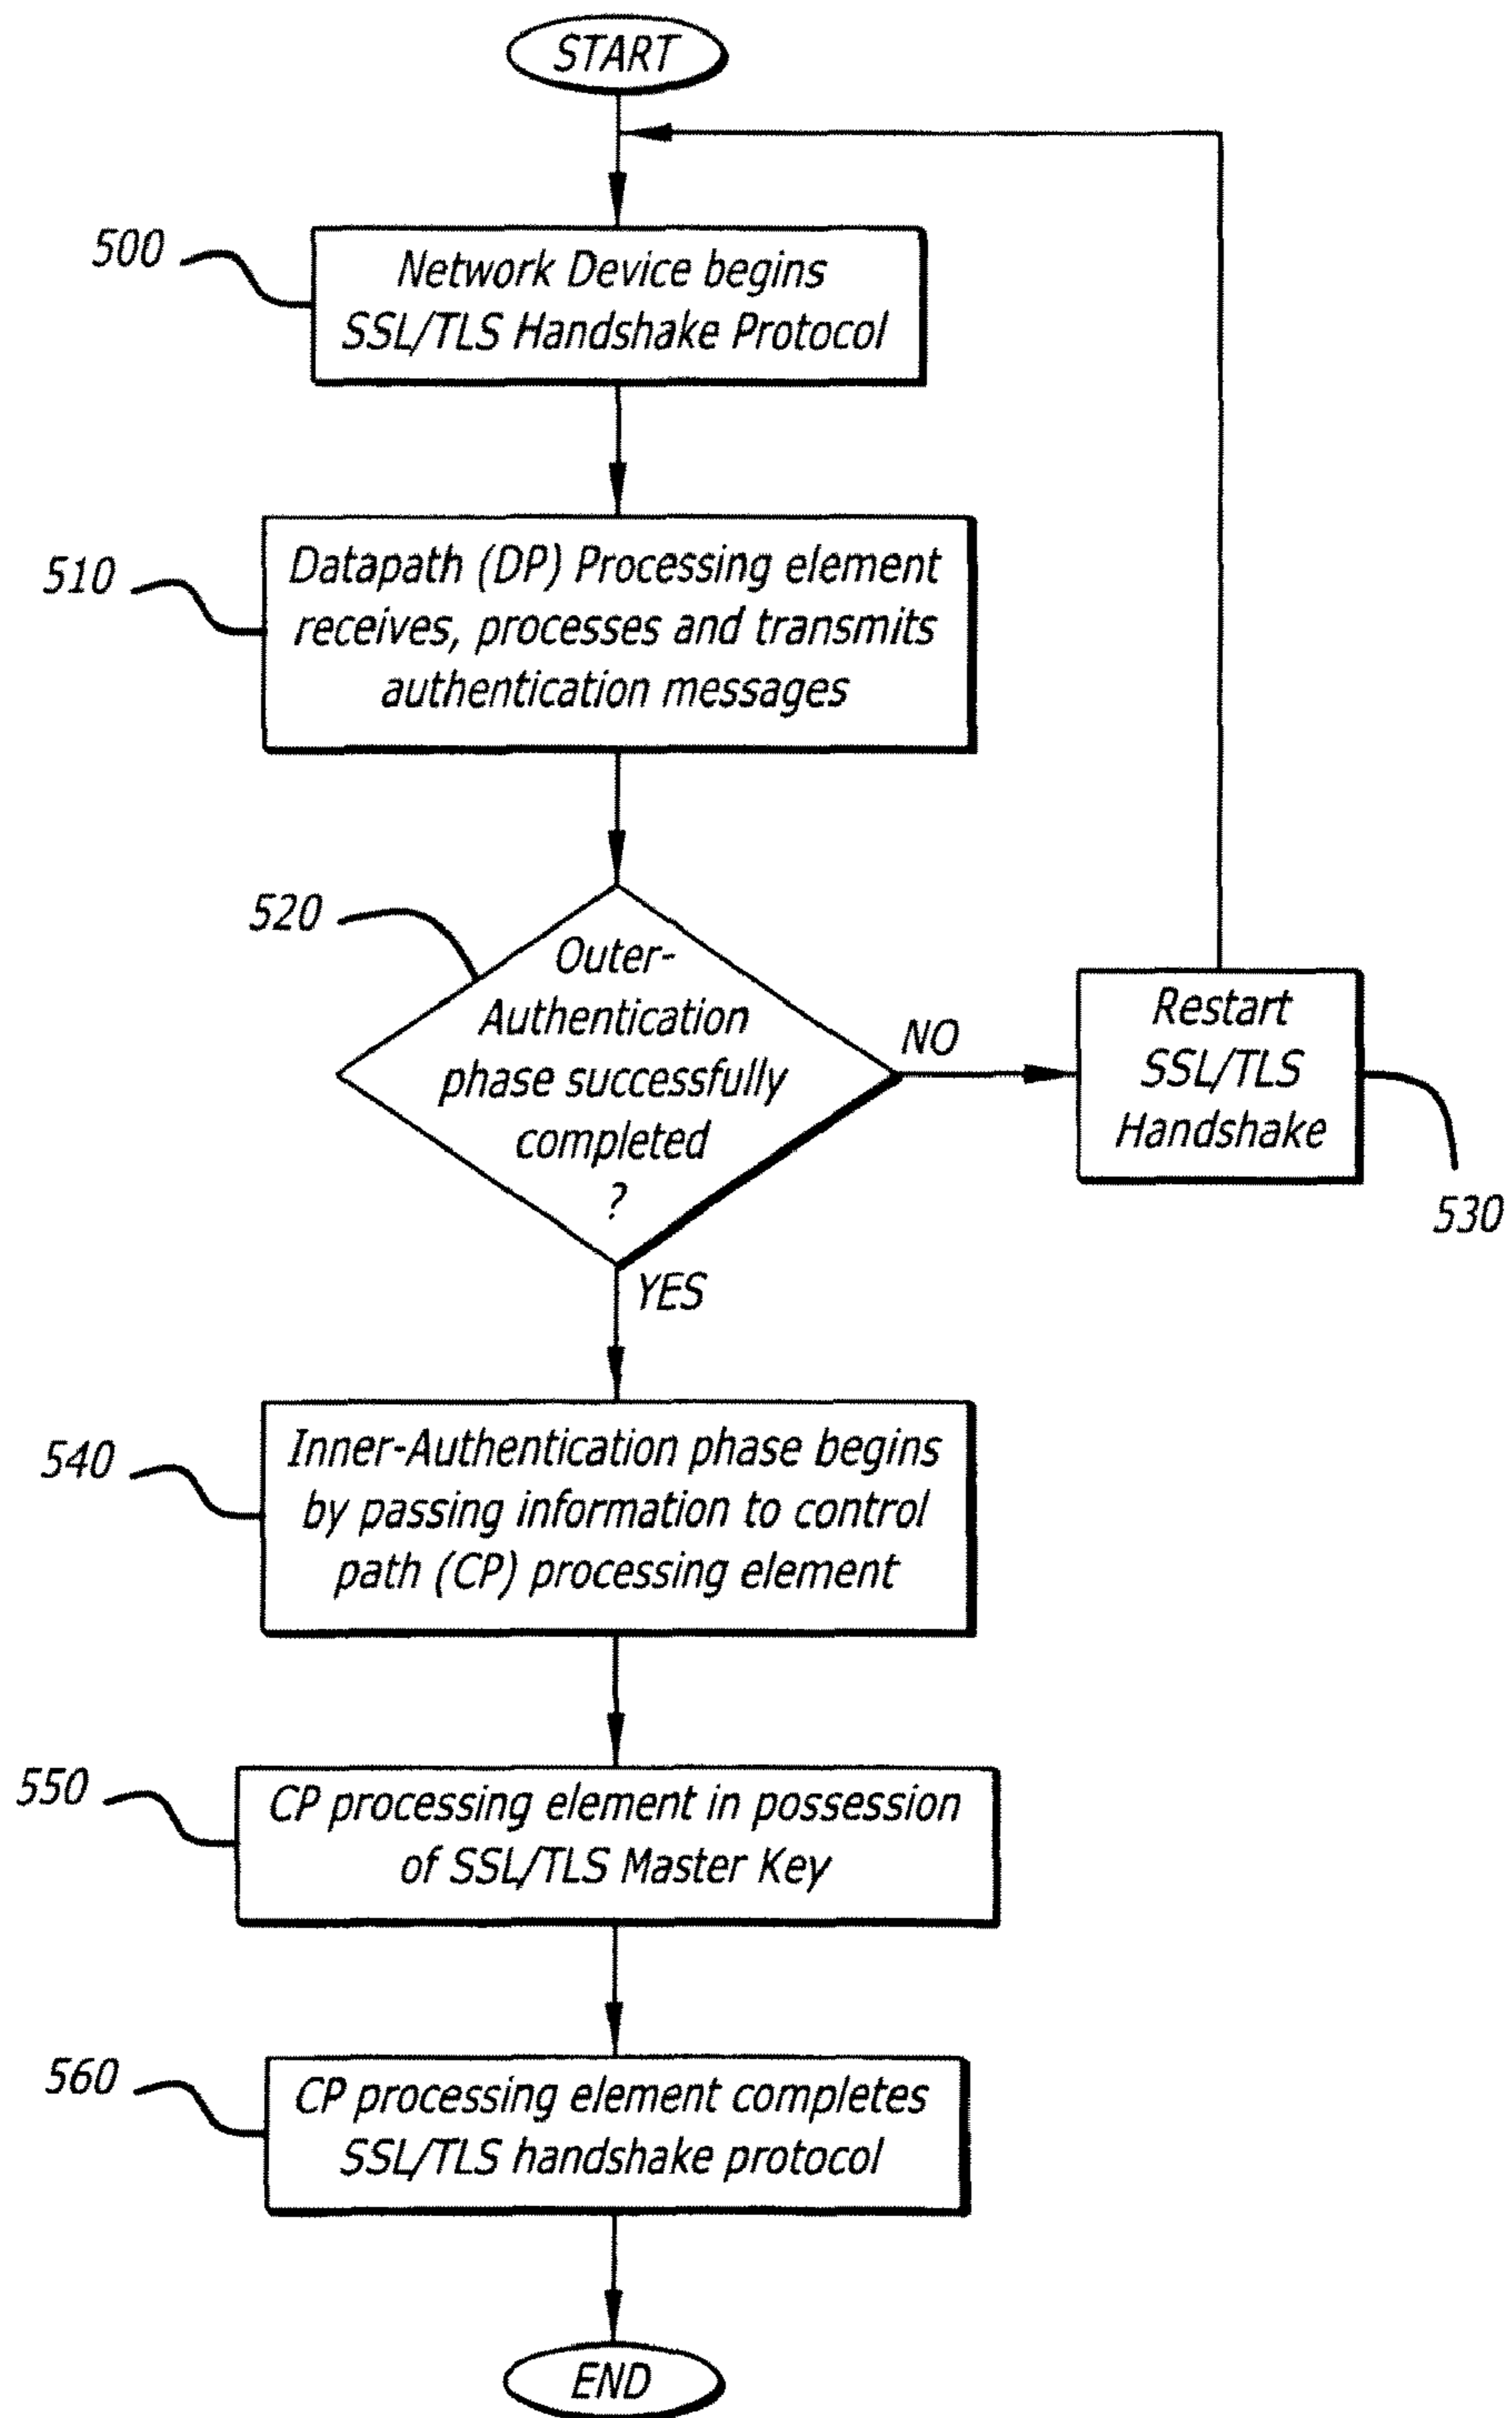 START
500
Network Device begins
SSL/TLS Handshake Protocol
510
Datapath (DP) Processing element
receives, processes and transmits
authentication messages
520
Outer-
Authentication
phase successfully
completed
?
NO
Restart
SSL/TLS
Handshake
530
YES
540
Inner-Authentication phase begins
by passing information to control
path (CP) processing element
550
CP processing element in possession
of SSL/TLS Master Key
560
CP processing element completes
SSL/TLS handshake protocol
END